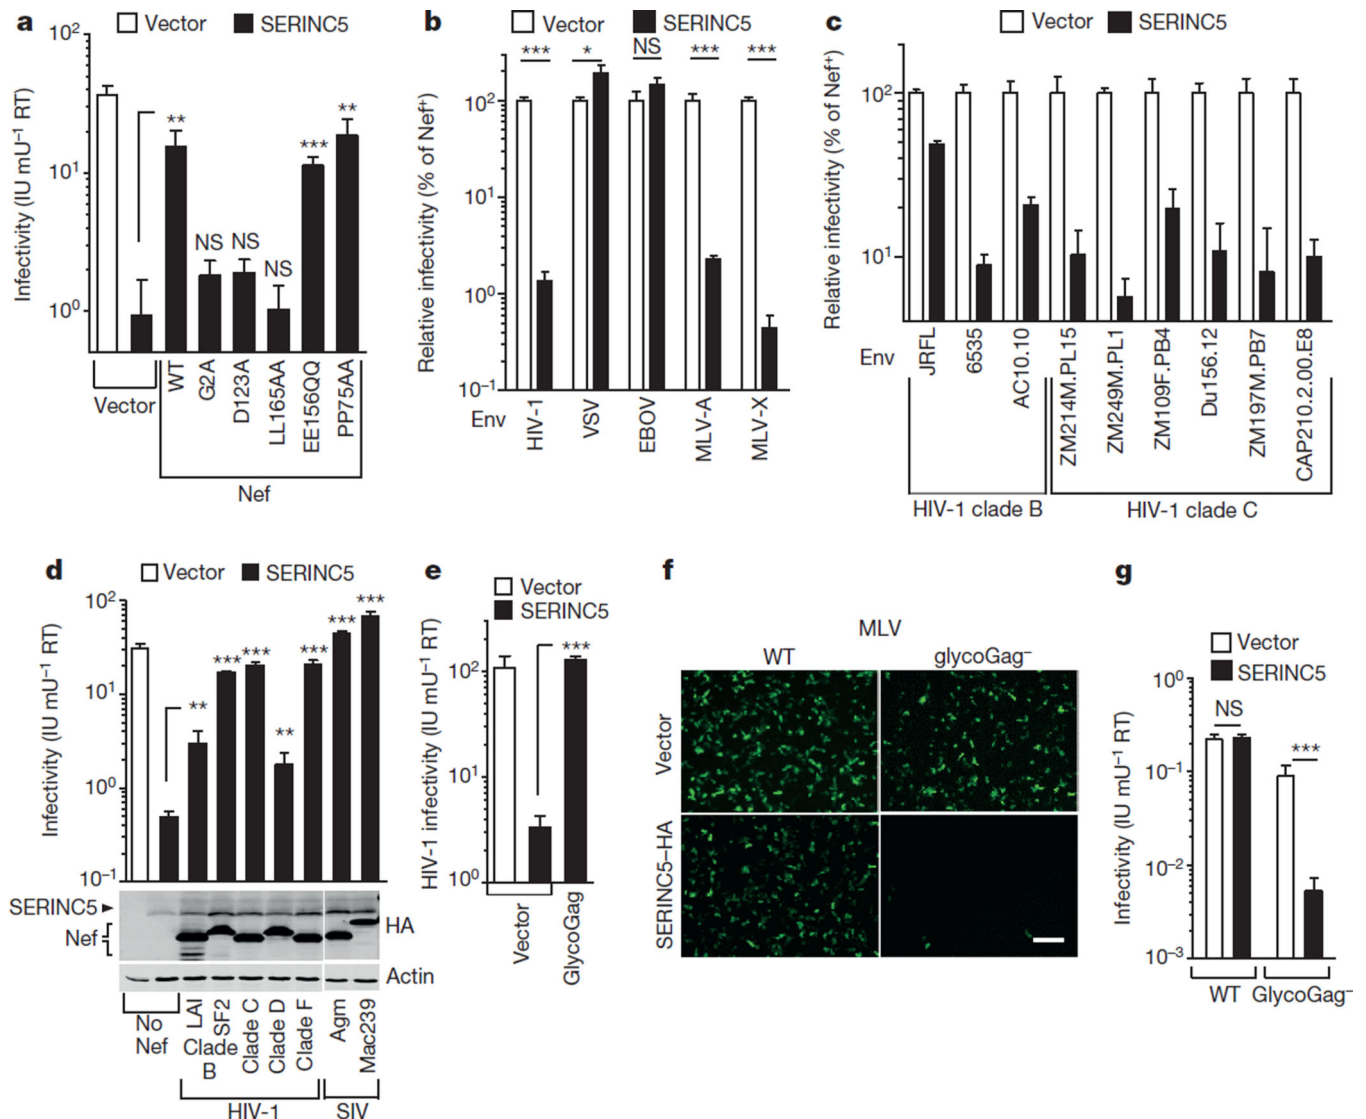 a
Vector
SERINC5
Infectivity (IU mU⁻¹ RT)
10²
10¹
10⁰
**
NS
NS
NS
***
**
Vector
WT
G2A
D123A
LL165AA
EE156QQ
PP75AA
Nef
b
Vector
SERINC5
Relative infectivity (% of Nef⁺)
***
*
NS
***
***
10²
10¹
10⁰
10⁻¹
Env
HIV-1
VSV
EBOV
MLV-A
MLV-X
c
Vector
SERINC5
Relative infectivity (% of Nef⁺)
10²
10¹
Env
JRFL
6535
AC10.10
ZM214M.PL15
ZM249M.PL1
ZM109F.PB4
Du156.12
ZM197M.PB7
CAP210.2.00.E8
HIV-1 clade B
HIV-1 clade C
d
Vector
SERINC5
Infectivity (IU mU⁻¹ RT)
10²
10¹
10⁰
10⁻¹
**
***
***
**
***
***
***
SERINC5
Nef
HA
Actin
No
Nef
LAI
SF2
Clade
B
Clade C
Clade D
Clade F
Agm
Mac239
HIV-1
SIV
e
Vector
SERINC5
HIV-1 infectivity (IU mU⁻¹ RT)
***
10²
10¹
10⁰
Vector
GlycoGag
f
MLV
WT
glycoGag⁻
Vector
SERINC5–HA
g
Vector
SERINC5
Infectivity (IU mU⁻¹ RT)
10⁰
10⁻¹
10⁻²
10⁻³
NS
***
WT
GlycoGag⁻